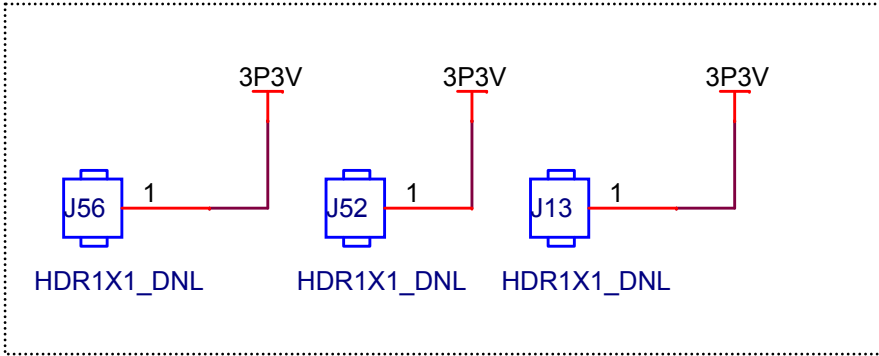 3P3V 3P3V 3P3V
J56 1 J52 1 J13 1
HDR1X1_DNL HDR1X1_DNL HDR1X1_DNL